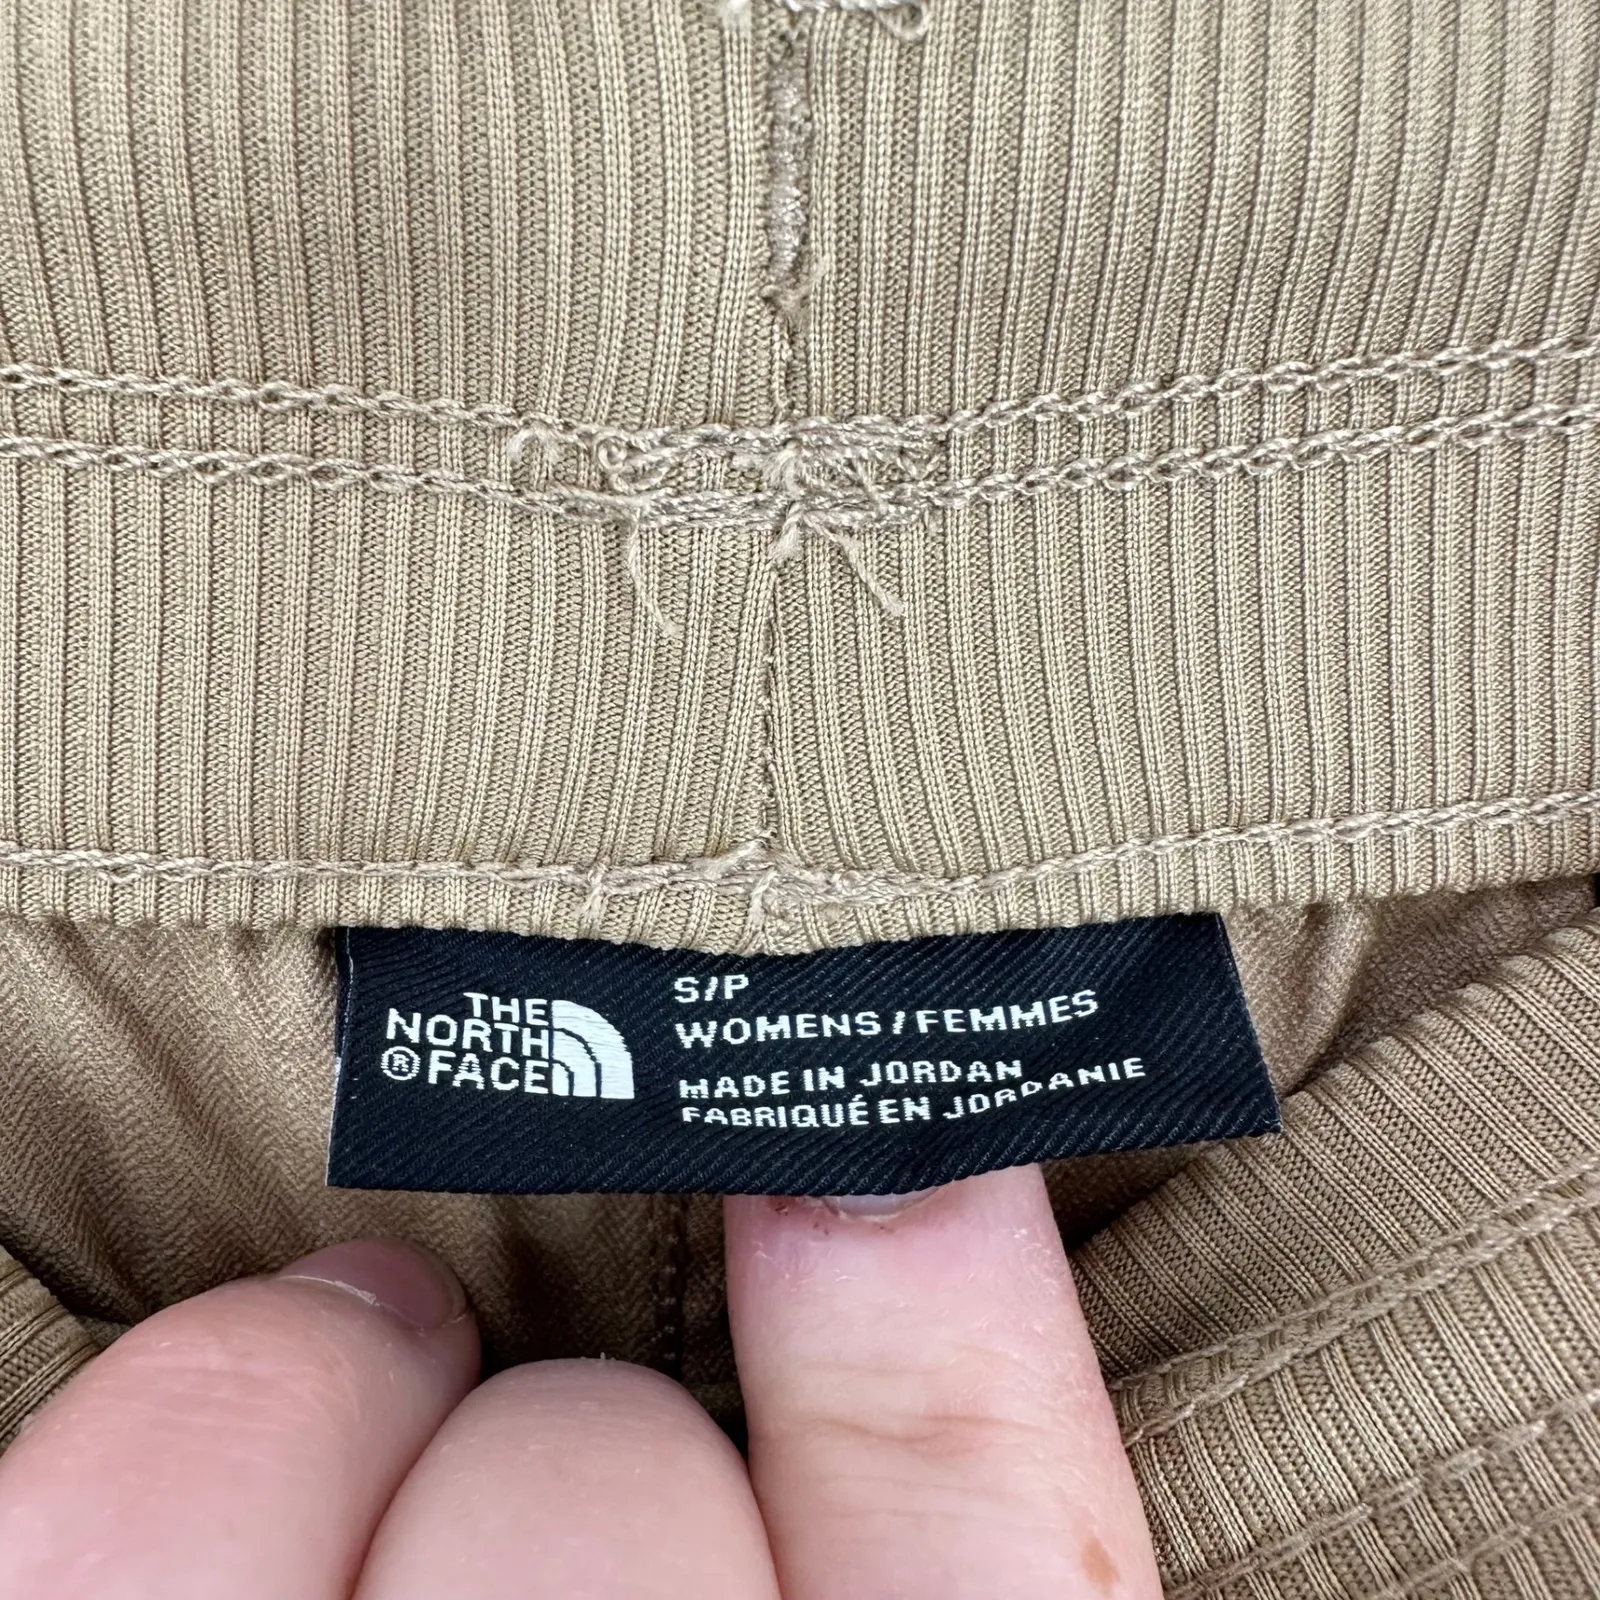 THE
NORTH
® FACE
S/P
WOMENS/FEMMES
MADE IN JORDAN
FABRIQUÉ EN JORDANIE